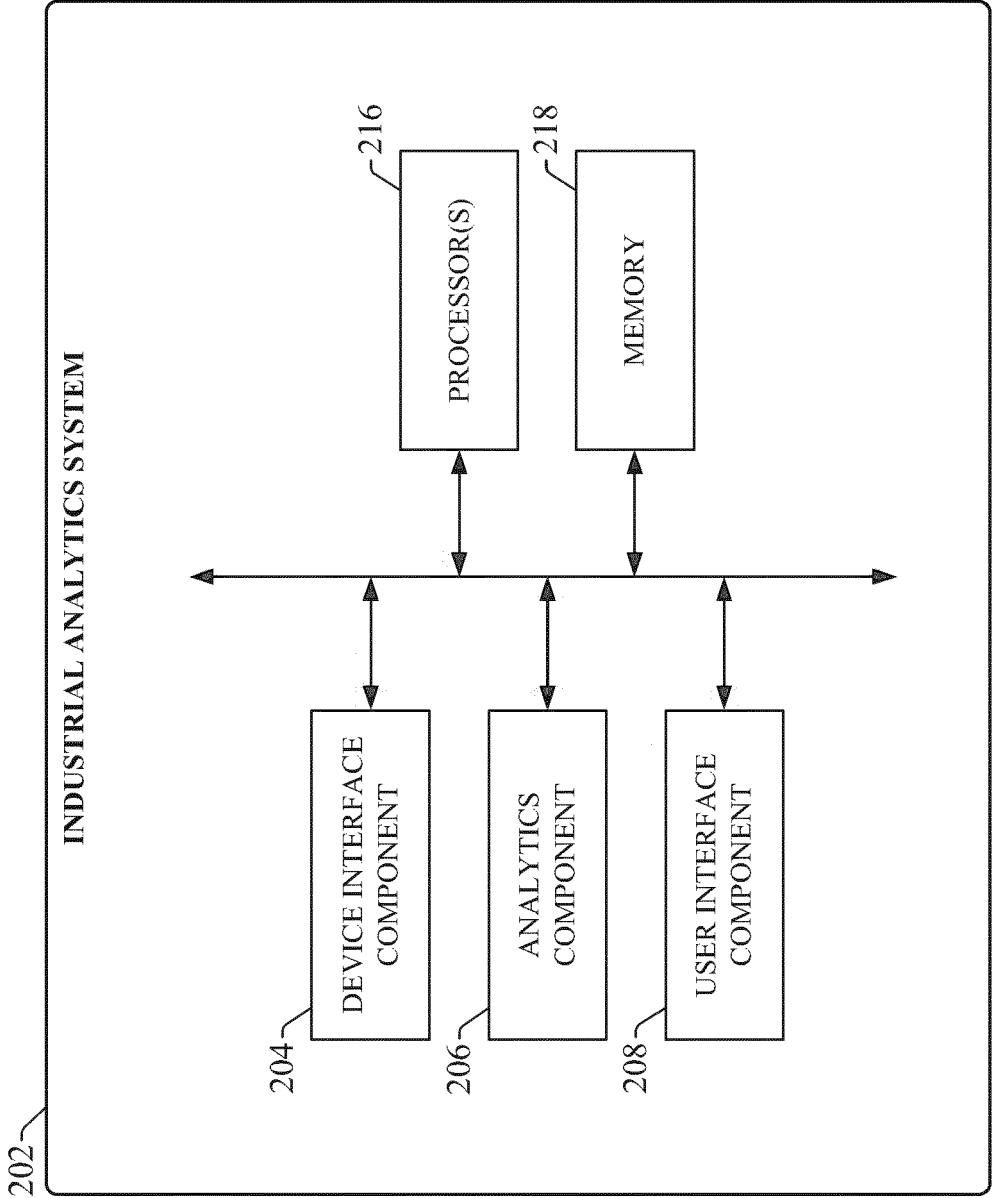 202
INDUSTRIAL ANALYTICS SYSTEM
204
DEVICE INTERFACE
COMPONENT
206
ANALYTICS
COMPONENT
208
USER INTERFACE
COMPONENT
216
PROCESSOR(S)
218
MEMORY